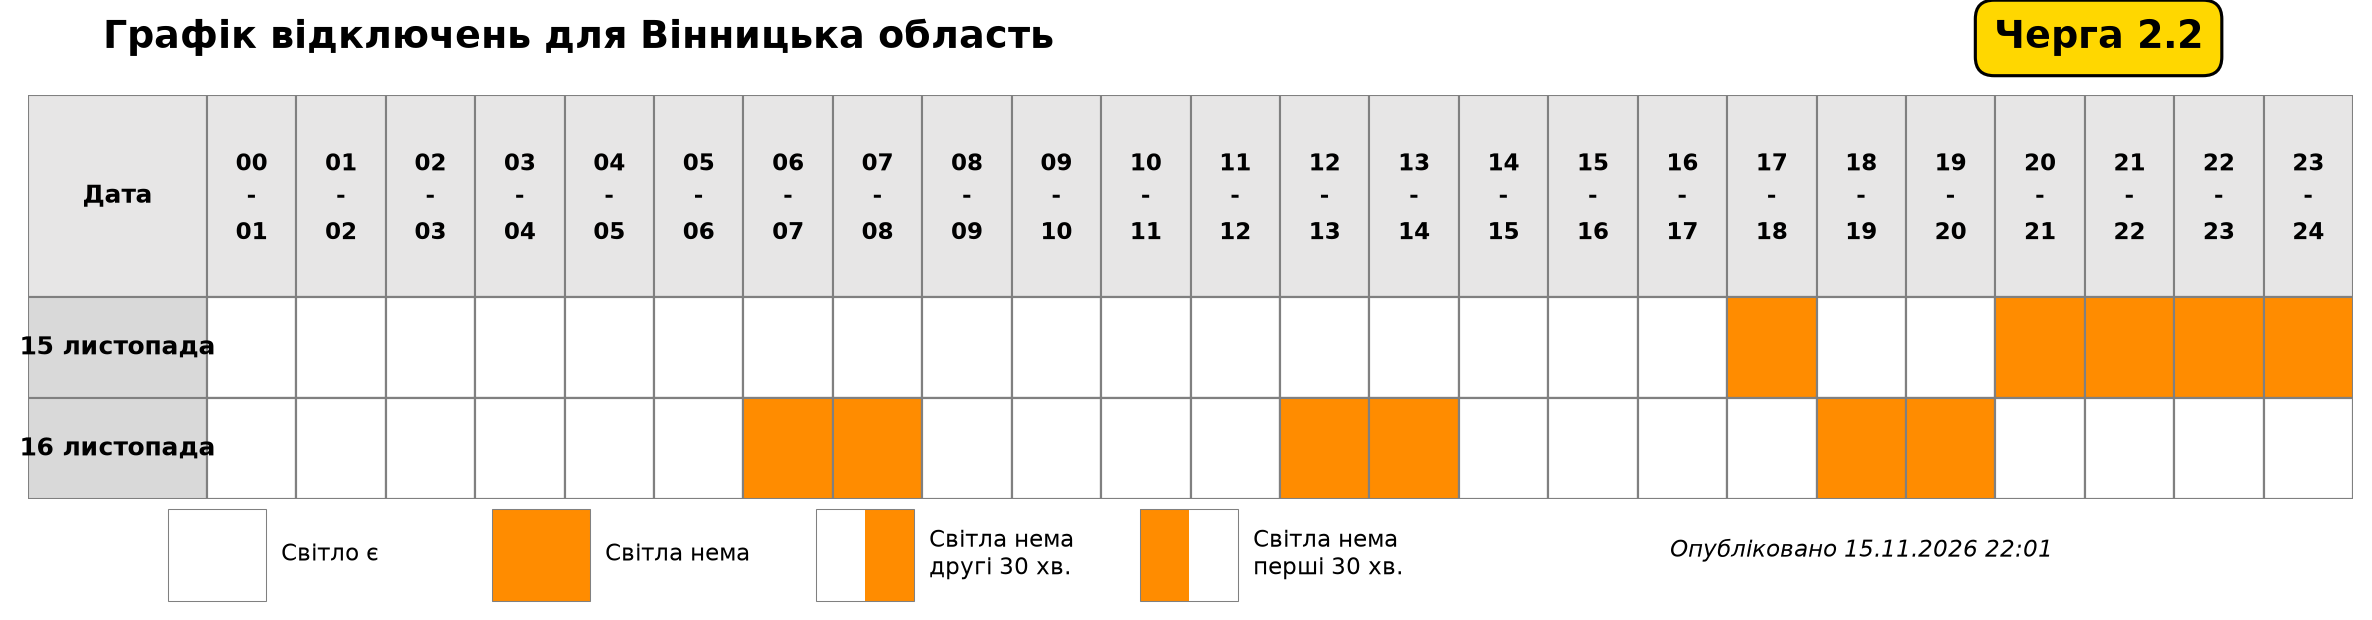 Графік відключень для Вінницька область
Черга 2.2
Дата
00 - 01
01 - 02
02 - 03
03 - 04
04 - 05
05 - 06
06 - 07
07 - 08
08 - 09
09 - 10
10 - 11
11 - 12
12 - 13
13 - 14
14 - 15
15 - 16
16 - 17
17 - 18
18 - 19
19 - 20
20 - 21
21 - 22
22 - 23
23 - 24
15 листопада
16 листопада
Світло є
Світла нема
Світла нема
другі 30 хв.
Світла нема
перші 30 хв.
Опубліковано 15.11.2026 22:01